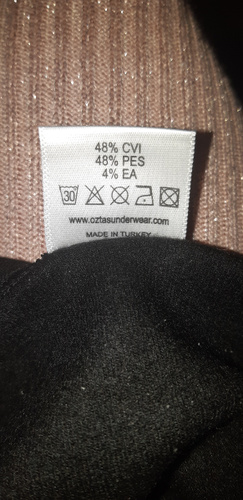 48% CVI
48% PES
4% EA
30
www.oztasunderwear.com
MADE IN TURKEY